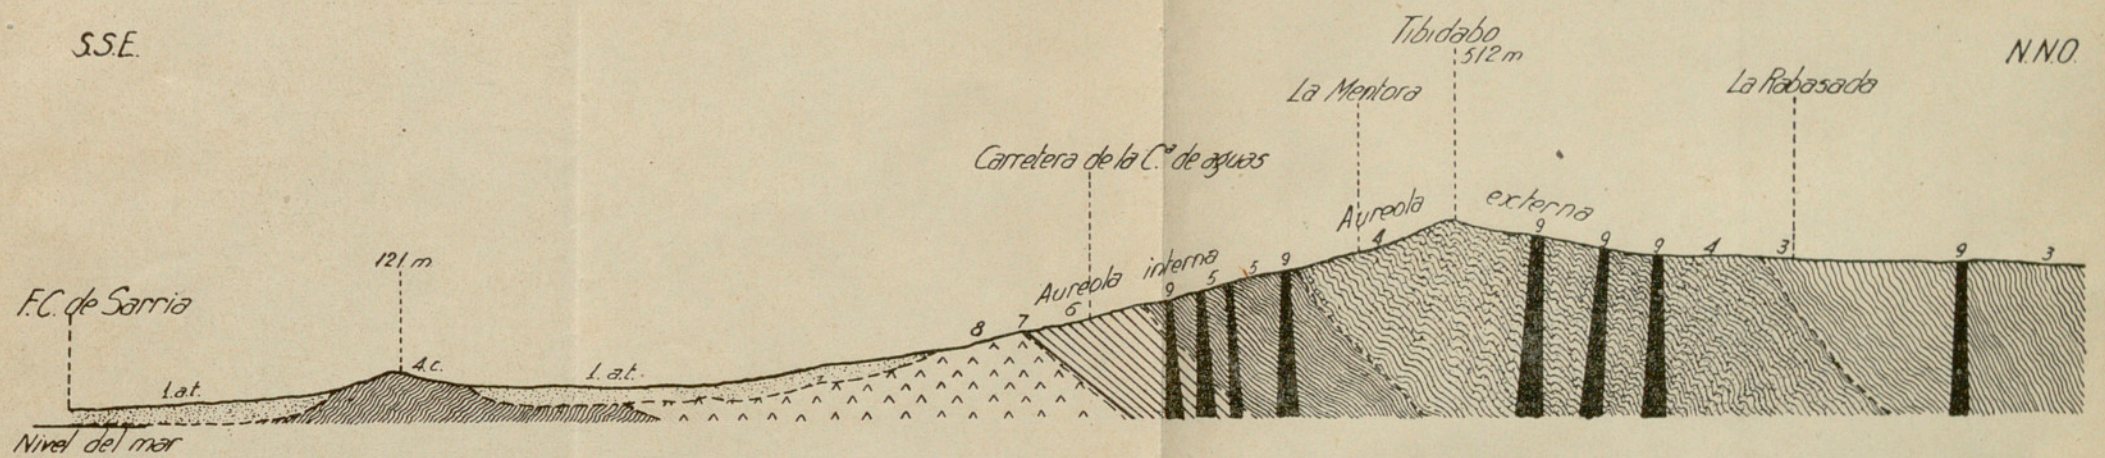 S.S.E.
Tibidabo
512 m
N.N.O.
La Mentora
La Rabasada
Carretera de la C.ª de aguas
Aureola externa
121 m
Aureola interna
F.C. de Sarria
1.a.t.
4.c.
1.a.t.
8
7
6
9
5
5
9
4
9
9
9
4
3
9
3
Nivel del mar